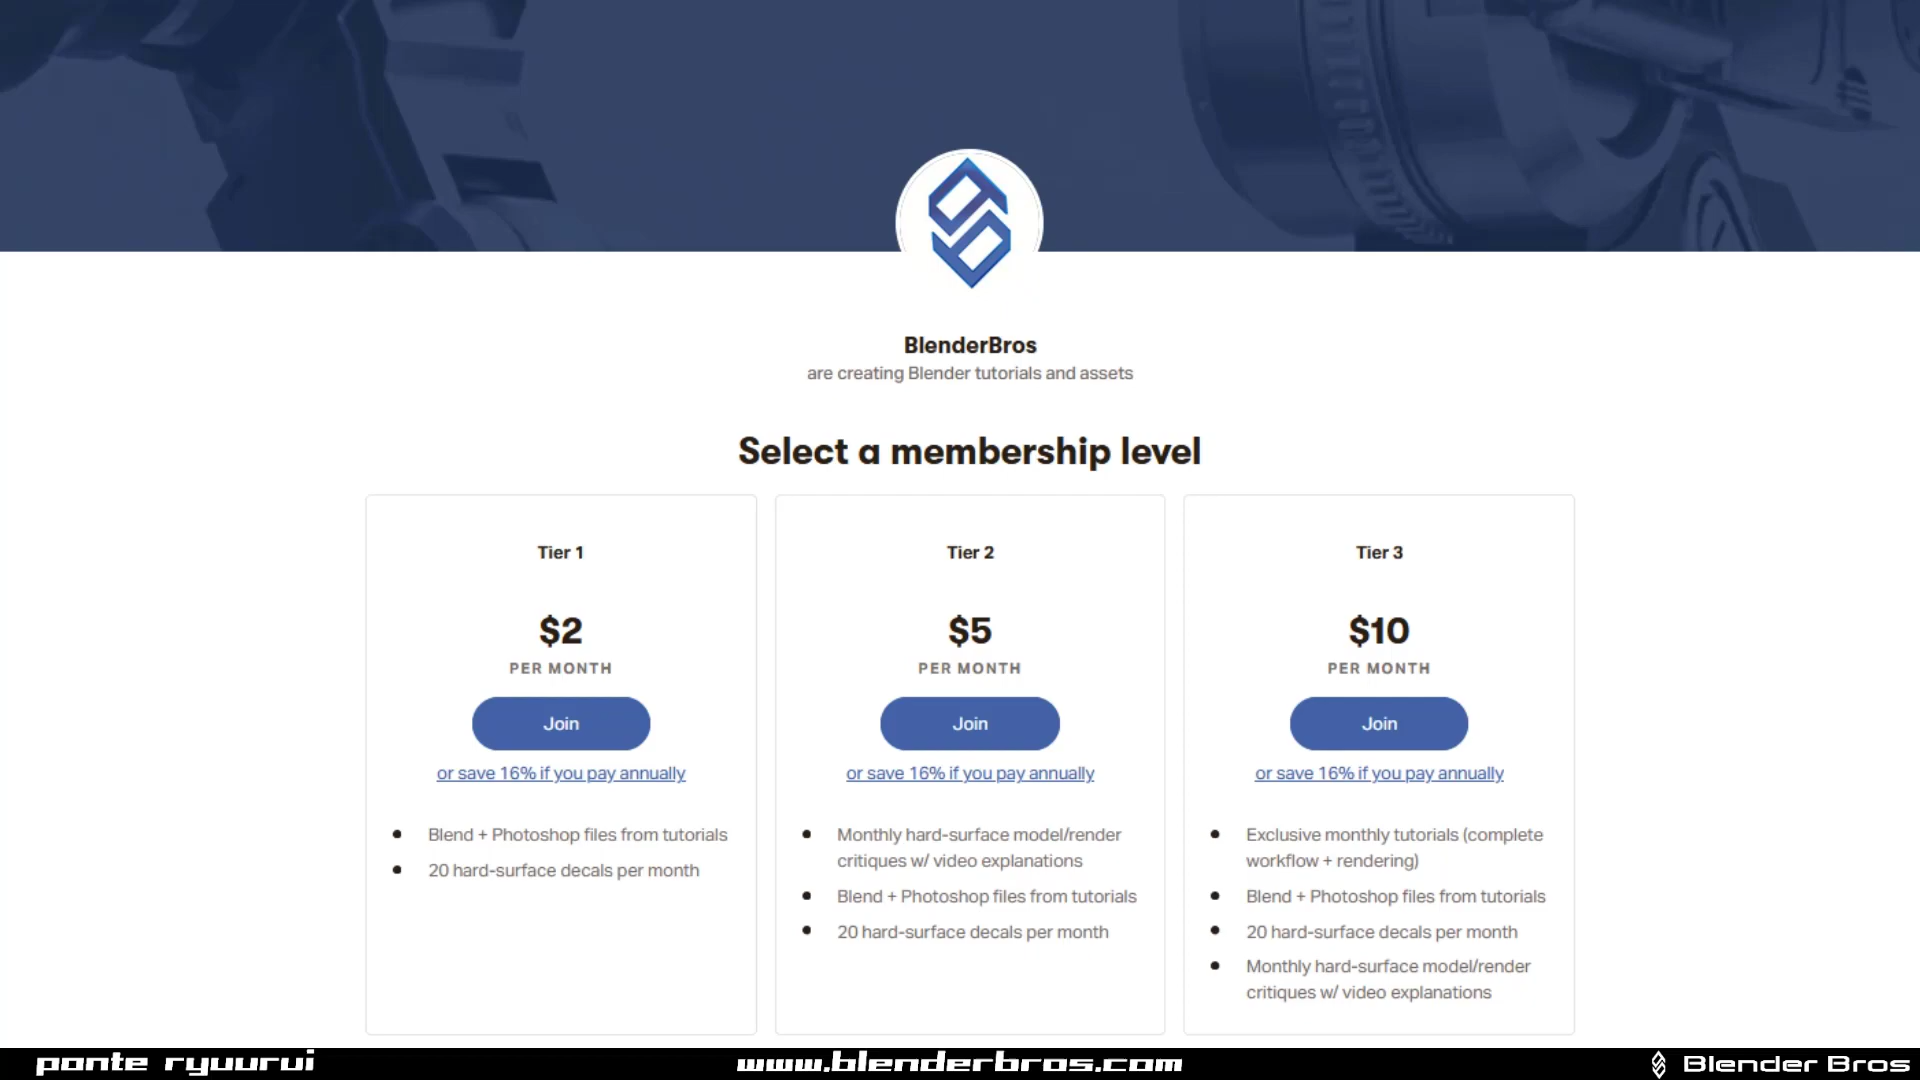 BlenderBros
are creating Blender tutorials and assets
Select a membership level
Tier 1
$2
PER MONTH
Join
or save 16% if you pay annually
Blend + Photoshop files from tutorials
20 hard-surface decals per month
Tier 2
$5
PER MONTH
Join
or save 16% if you pay annually
Monthly hard-surface model/render
critiques w/ video explanations
Blend + Photoshop files from tutorials
20 hard-surface decals per month
Tier 3
$10
PER MONTH
Join
or save 16% if you pay annually
Exclusive monthly tutorials (complete
workflow + rendering)
Blend + Photoshop files from tutorials
20 hard-surface decals per month
Monthly hard-surface model/render
critiques w/ video explanations
ponte ryuurui
www.blenderbros.com
Blender Bros